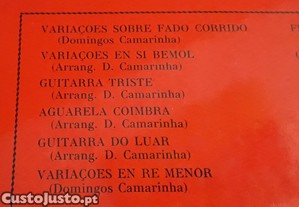 VARIAÇOES SOBRE FADO CORRIDO
(Domingos Camarinha)
VARIAÇOES EN SI BEMOL
(Arrang. D. Camarinha)
GUITARRA TRISTE
(Arrang. D. Camarinha)
AGUARELA COIMBRA
(Arrang. D. Camarinha)
GUITARRA DO LUAR
(Arrang. D. Camarinha)
VARIAÇOES EN RE MENOR
(Domingos Camarinha)
Custojusto.pt